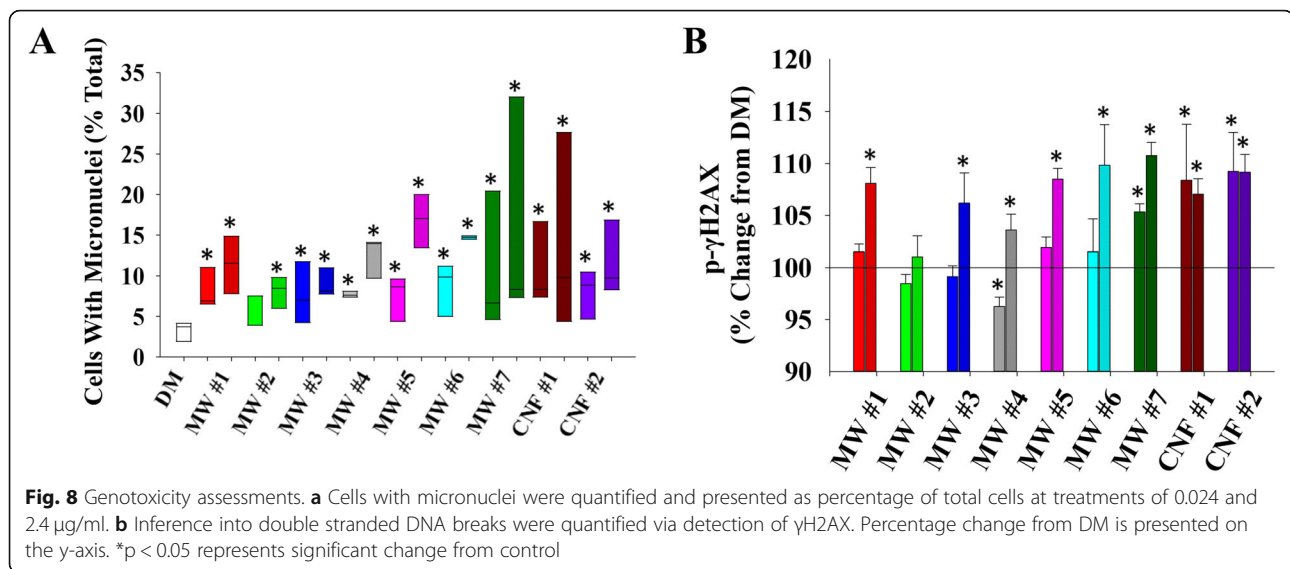 A
Cells With Micronuclei (% Total)
35
30
25
20
15
10
5
0
* * * * * * * * * * * * * * * * *
DM
MW #1
MW #2
MW #3
MW #4
MW #5
MW #6
MW #7
CNF #1
CNF #2
B
p-γH2AX
(% Change from DM)
120
115
110
105
100
95
90
* * * * * * * * * * * *
MW #1
MW #2
MW #3
MW #4
MW #5
MW #6
MW #7
CNF #1
CNF #2
Fig. 8 Genotoxicity assessments. a Cells with micronuclei were quantified and presented as percentage of total cells at treatments of 0.024 and
2.4 μg/ml. b Inference into double stranded DNA breaks were quantified via detection of γH2AX. Percentage change from DM is presented on
the y-axis. *p < 0.05 represents significant change from control